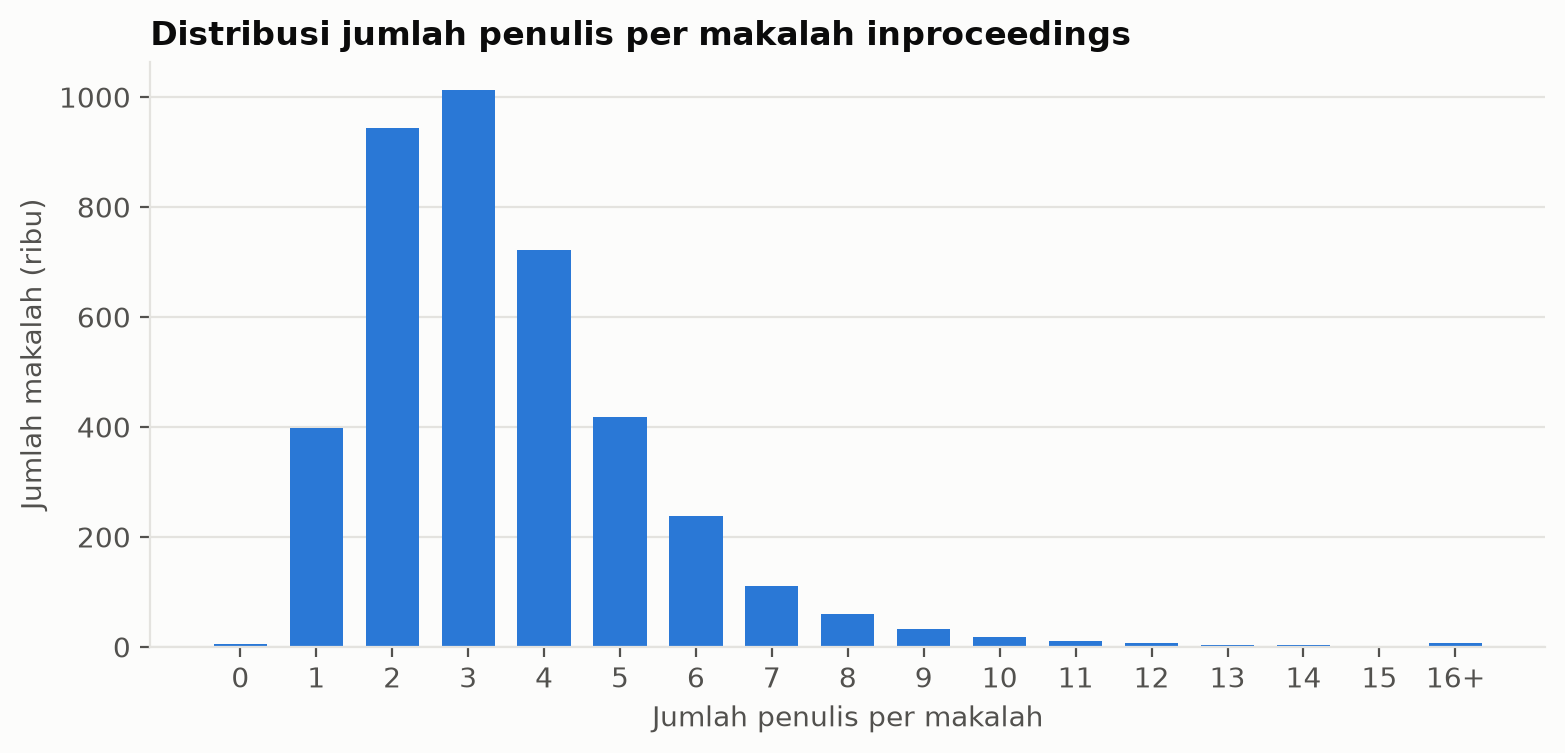 Distribusi jumlah penulis per makalah inproceedings
Jumlah makalah (ribu)
1000
800
600
400
200
0
0 1 2 3 4 5 6 7 8 9 10 11 12 13 14 15 16+
Jumlah penulis per makalah